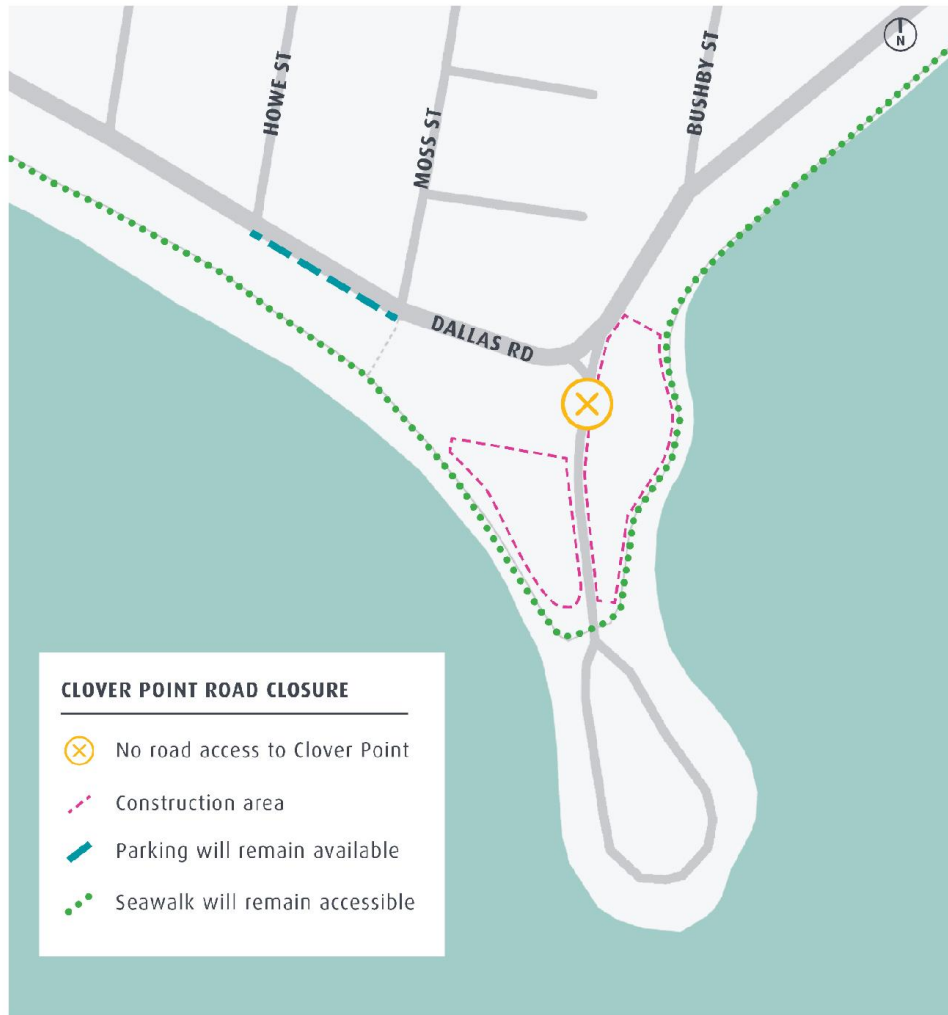 N
HOWE ST
MOSS ST
BUSHBY ST
DALLAS RD
CLOVER POINT ROAD CLOSURE
No road access to Clover Point
Construction area
Parking will remain available
Seawalk will remain accessible